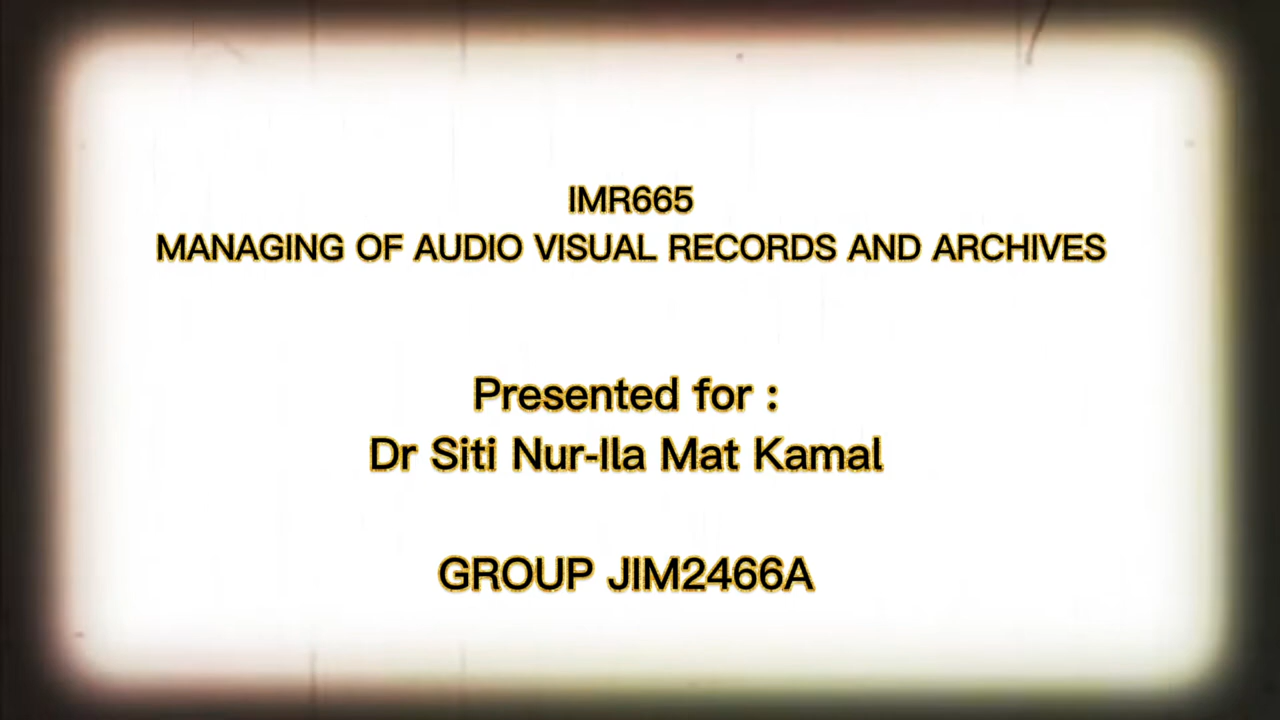 IMR665
MANAGING OF AUDIO VISUAL RECORDS AND ARCHIVES
Presented for :
Dr Siti Nur-Ila Mat Kamal
GROUP JIM2466A